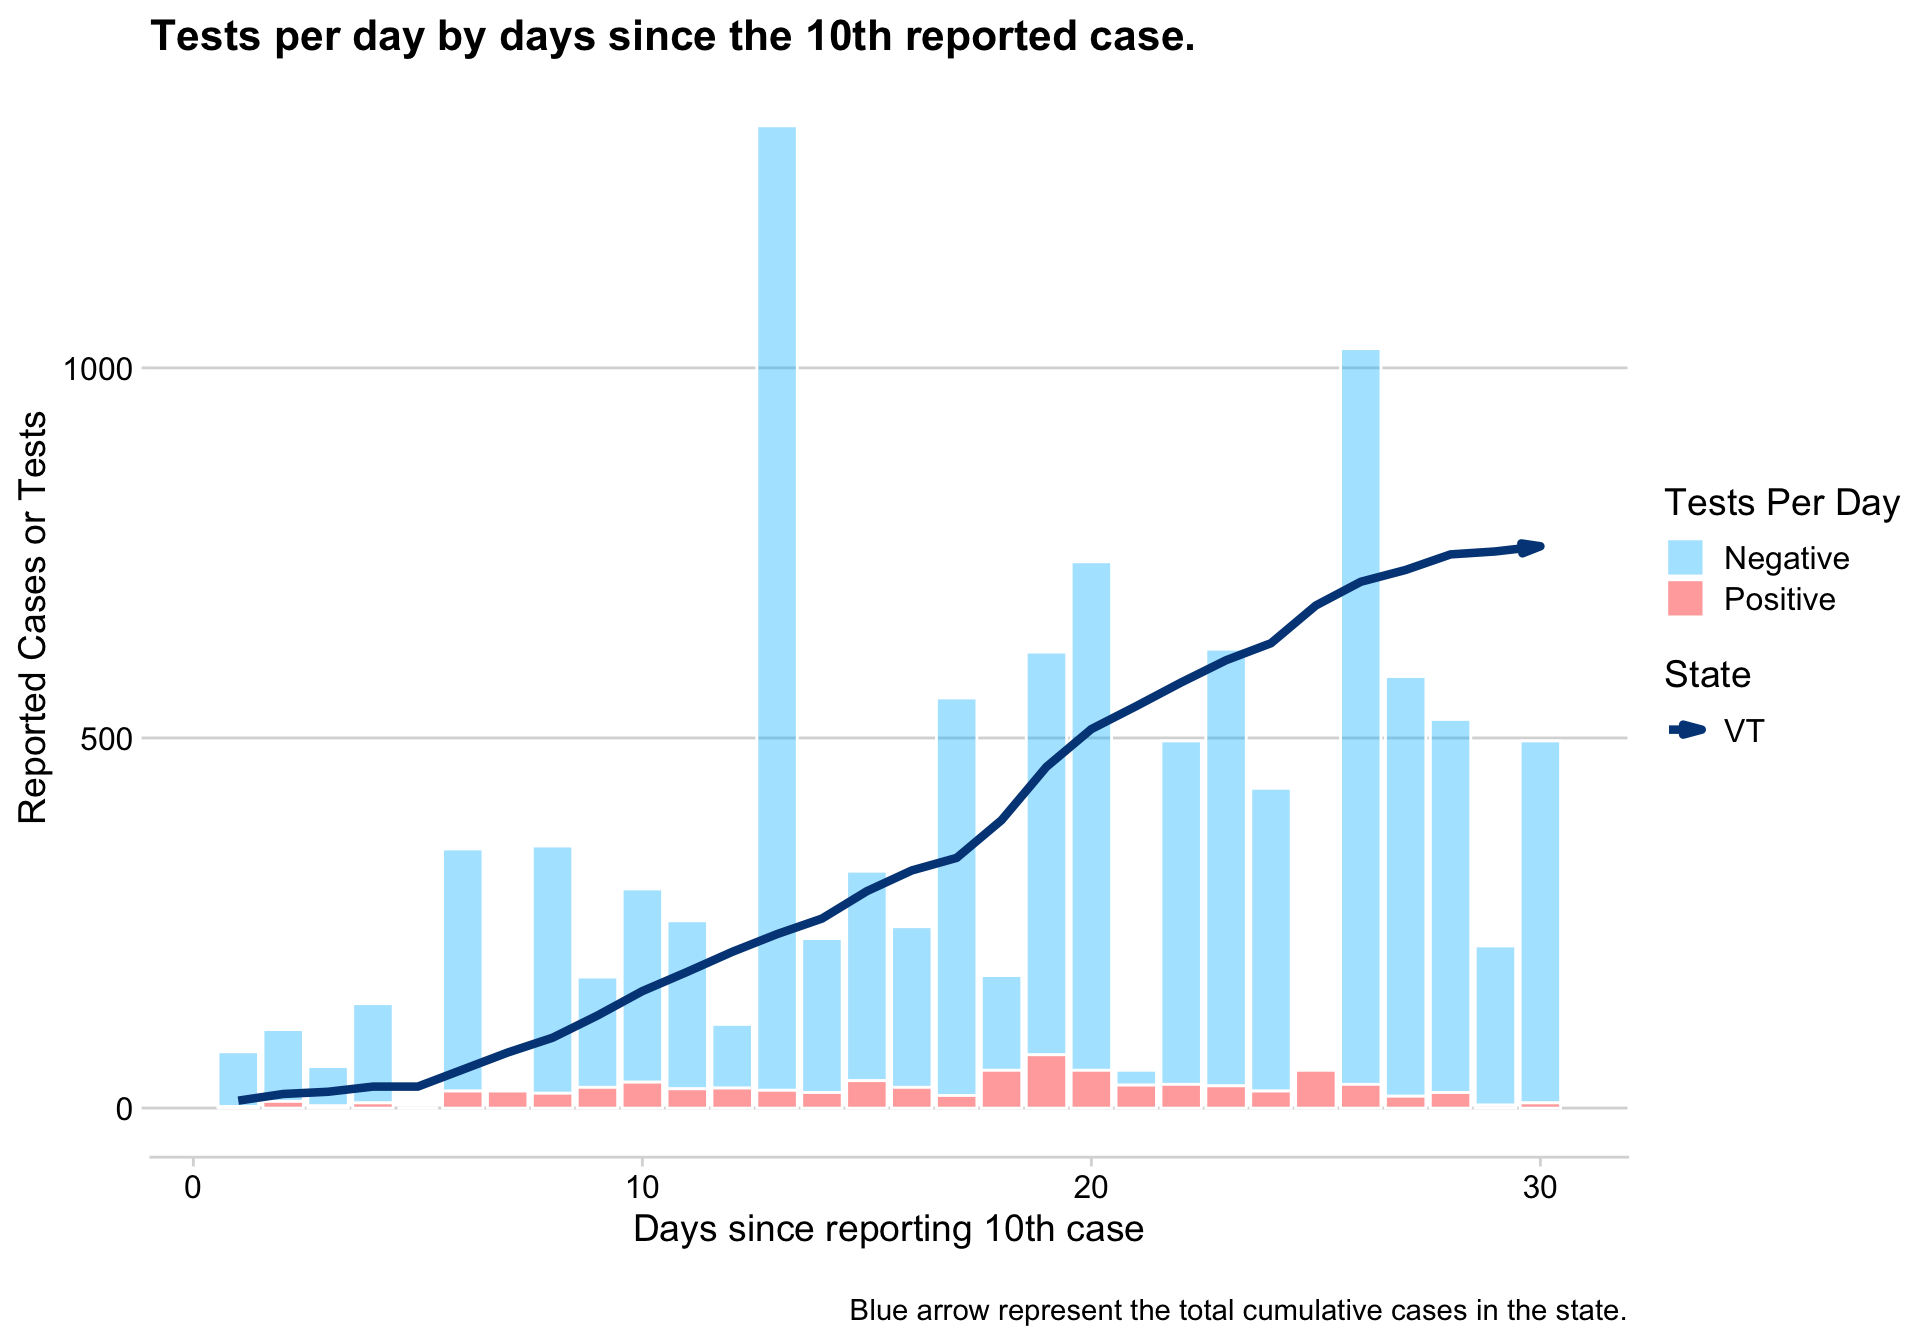 Tests per day by days since the 10th reported case.
Reported Cases or Tests
1000
500
0
0
10
20
30
Days since reporting 10th case
Tests Per Day
Negative
Positive
State
VT
Blue arrow represent the total cumulative cases in the state.